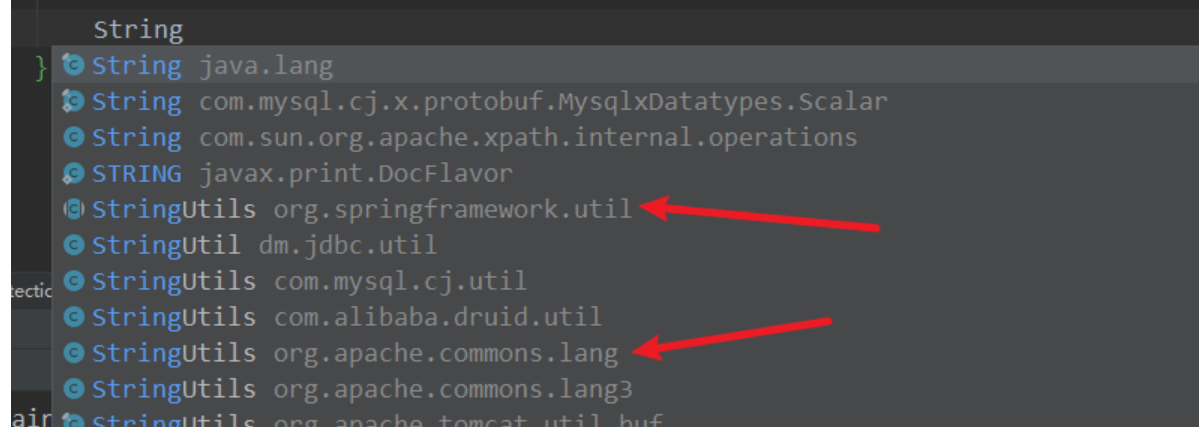 String
} String java.lang
String com.mysql.cj.x.protobuf.MysqlxDatatypes.Scalar
String com.sun.org.apache.xpath.internal.operations
STRING javax.print.DocFlavor
StringUtils org.springframework.util
StringUtil dm.jdbc.util
StringUtils com.mysql.cj.util
tectio StringUtils com.alibaba.druid.util
StringUtils org.apache.commons.lang
StringUtils org.apache.commons.lang3
air StringUtils org.apache.tomcat.util.buf